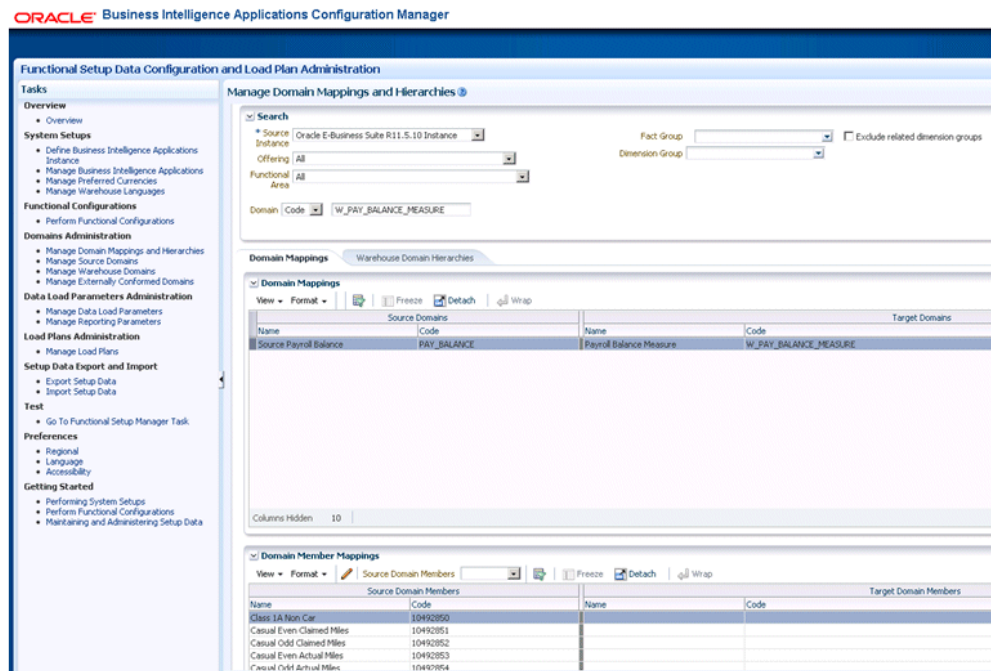 ORACLE Business Intelligence Applications Configuration Manager
Functional Setup Data Configuration and Load Plan Administration
Tasks
Overview
Overview
System Setups
Define Business Intelligence Applications
Instance
Manage Business Intelligence Applications
Manage Preferred Currencies
Manage Warehouse Languages
Functional Configurations
Perform Functional Configurations
Domains Administration
Manage Domain Mappings and Hierarchies
Manage Source Domains
Manage Warehouse Domains
Manage Externally Conformed Domains
Data Load Parameters Administration
Manage Data Load Parameters
Manage Reporting Parameters
Load Plans Administration
Manage Load Plans
Setup Data Export and Import
Export Setup Data
Import Setup Data
Test
Go To Functional Setup Manager Task
Preferences
Regional
Language
Accessibility
Getting Started
Performing System Setups
Perform Functional Configurations
Maintaining and Administering Setup Data
Manage Domain Mappings and Hierarchies
Search
* Source Instance Oracle E-Business Suite R11.5.10 Instance
Offering All
Functional Area All
Domain Code W_PAY_BALANCE_MEASURE
Fact Group Exclude related dimension groups
Dimension Group
Domain Mappings Warehouse Domain Hierarchies
Domain Mappings
View Format Freeze Detach Wrap
Source Domains Target Domains
Name Code Name Code
Source Payroll Balance PAY_BALANCE Payroll Balance Measure W_PAY_BALANCE_MEASURE
Columns Hidden 10
Domain Member Mappings
View Format Source Domain Members Freeze Detach Wrap
Source Domain Members Target Domain Members
Name Code Name Code
Class 1A Non Car 10492850
Casual Even Claimed Miles 10492851
Casual Odd Claimed Miles 10492852
Casual Even Actual Miles 10492853
Casual Odd Actual Miles 10492854